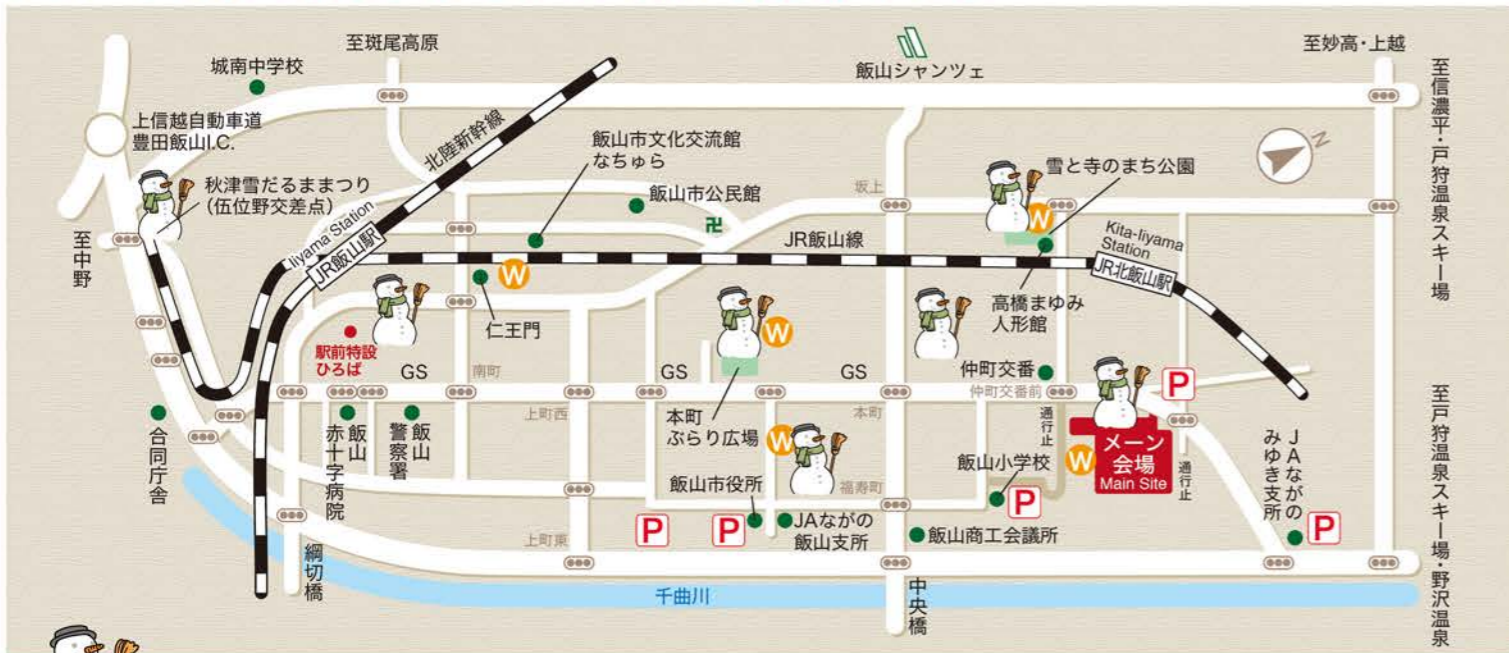 至斑尾高原
城南中学校
飯山シャンツェ
至妙高・上越
至信濃平・戸狩温泉スキー場
上信越自動車道
豊田飯山I.C.
北陸新幹線
飯山市文化交流館
なちゅら
雪と寺のまち公園
N
秋津雪だるままつり
(伍位野交差点)
飯山市公民館
坂上
W
卍
至中野
Iiyama Station
JR飯山駅
JR飯山線
Kita-Iiyama
Station
JR北飯山駅
W
仁王門
高橋まゆみ
人形館
W
駅前特設
ひろば
GS
南町
GS
GS
仲町交番
仲町交番前
P
上町西
本町
ぶらり広場
本町
通行止
合同庁舎
飯山
赤十字病院
飯山
警察署
W
飯山小学校
W
メーン
会場
Main Site
通行止
JAながの
みゆき支所
至戸狩温泉スキー場・野沢温泉
飯山市役所
福寿町
P
P
P
P
JAながの
飯山支所
飯山商工会議所
上町東
綱切橋
千曲川
中央橋